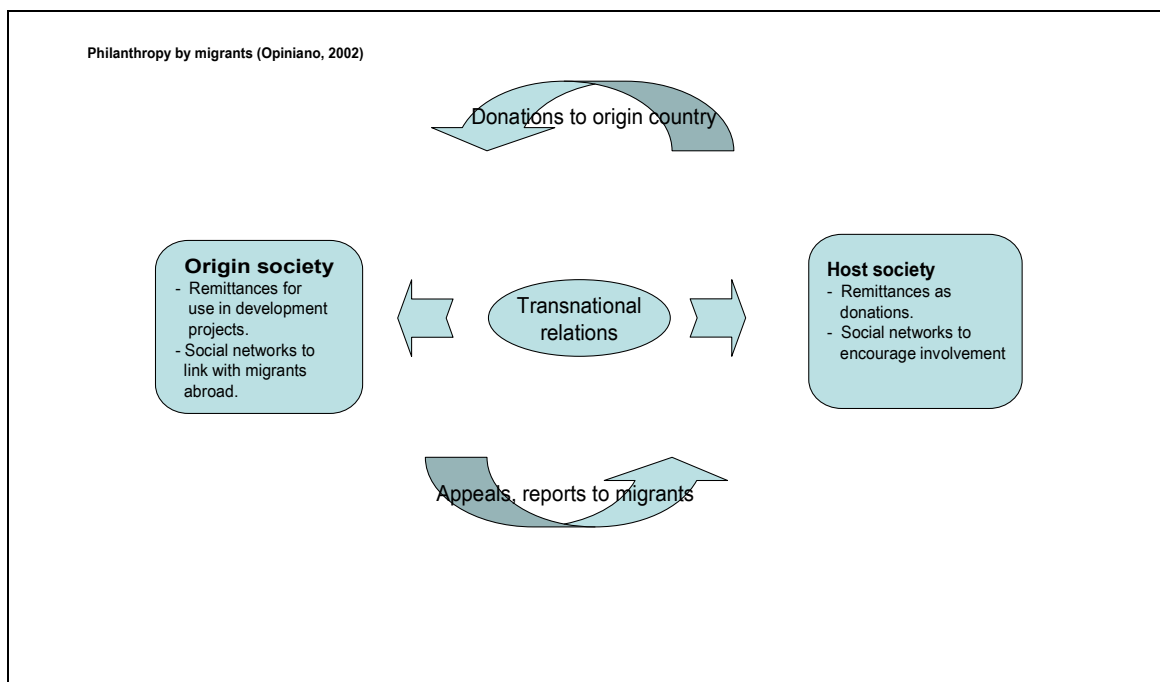 Philanthropy by migrants (Opiniano, 2002)
Donations to origin country
Origin society
- Remittances for
use in development
projects.
- Social networks to
link with migrants
abroad.
Transnational
relations
Host society
- Remittances as
donations.
- Social networks to
encourage involvement
Appeals, reports to migrants